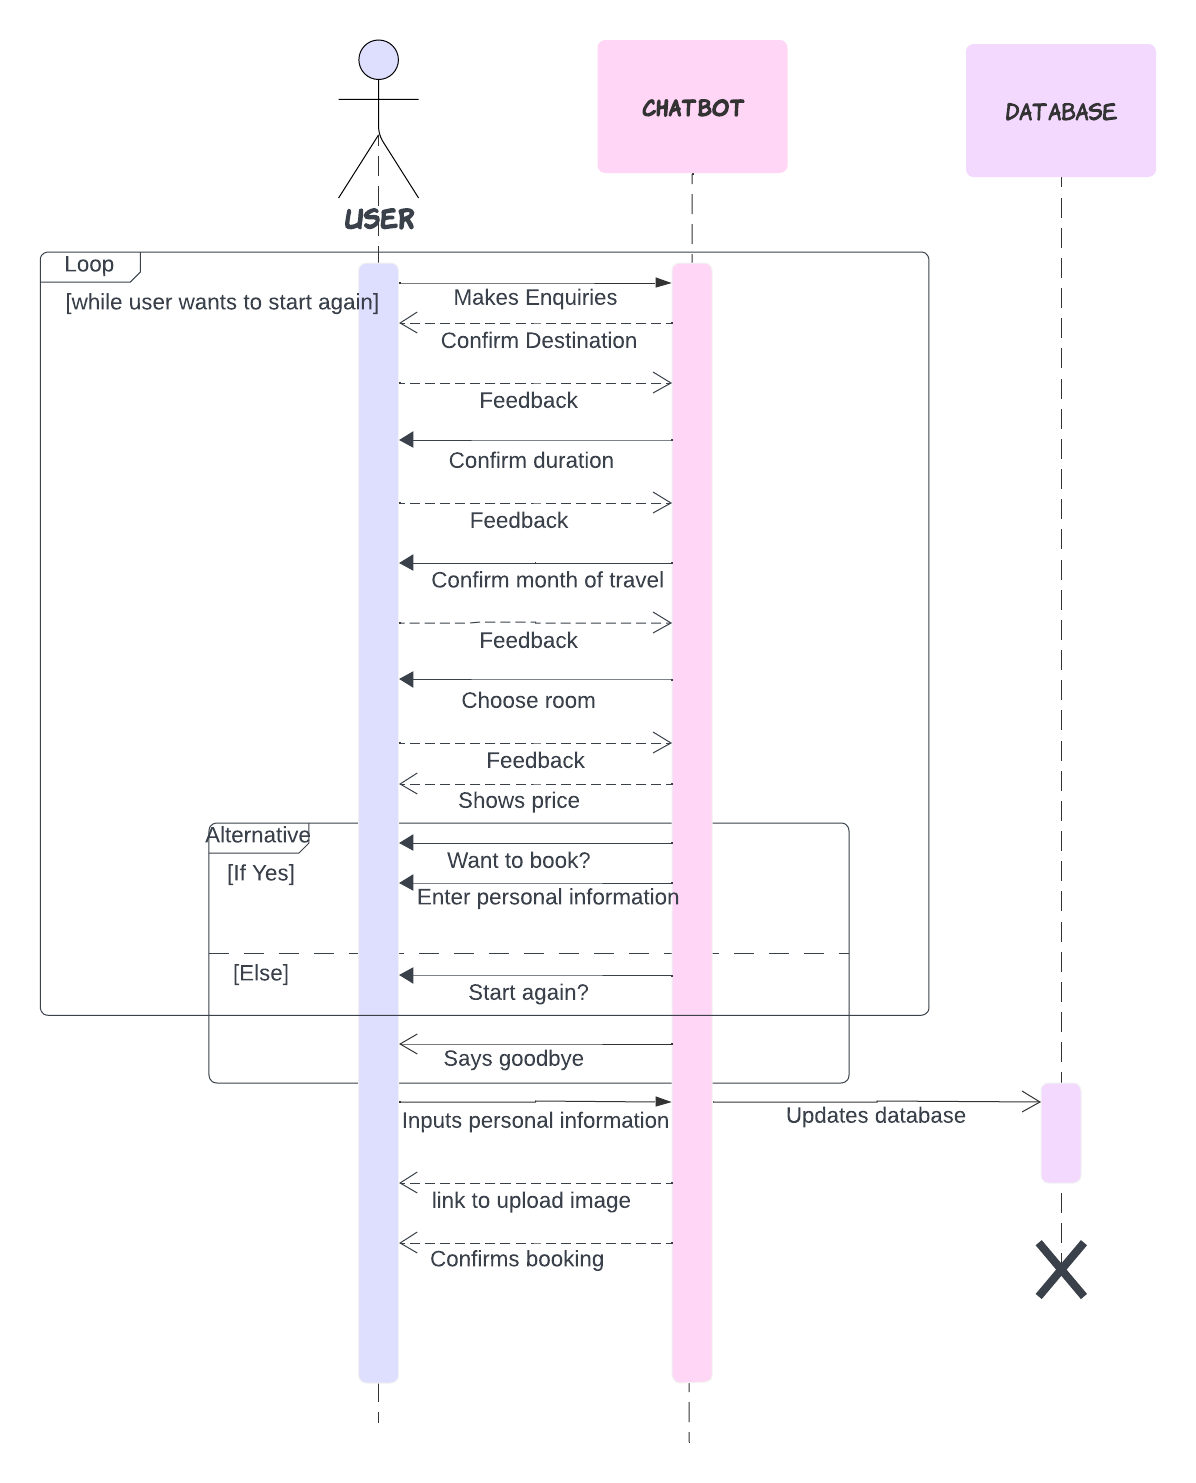 CHATBOT
DATABASE
USER
Loop
[while user wants to start again]
Makes Enquiries
Confirm Destination
Feedback
Confirm duration
Feedback
Confirm month of travel
Feedback
Choose room
Feedback
Shows price
Alternative
Want to book?
[If Yes]
Enter personal information
[Else]
Start again?
Says goodbye
Inputs personal information
Updates database
link to upload image
Confirms booking